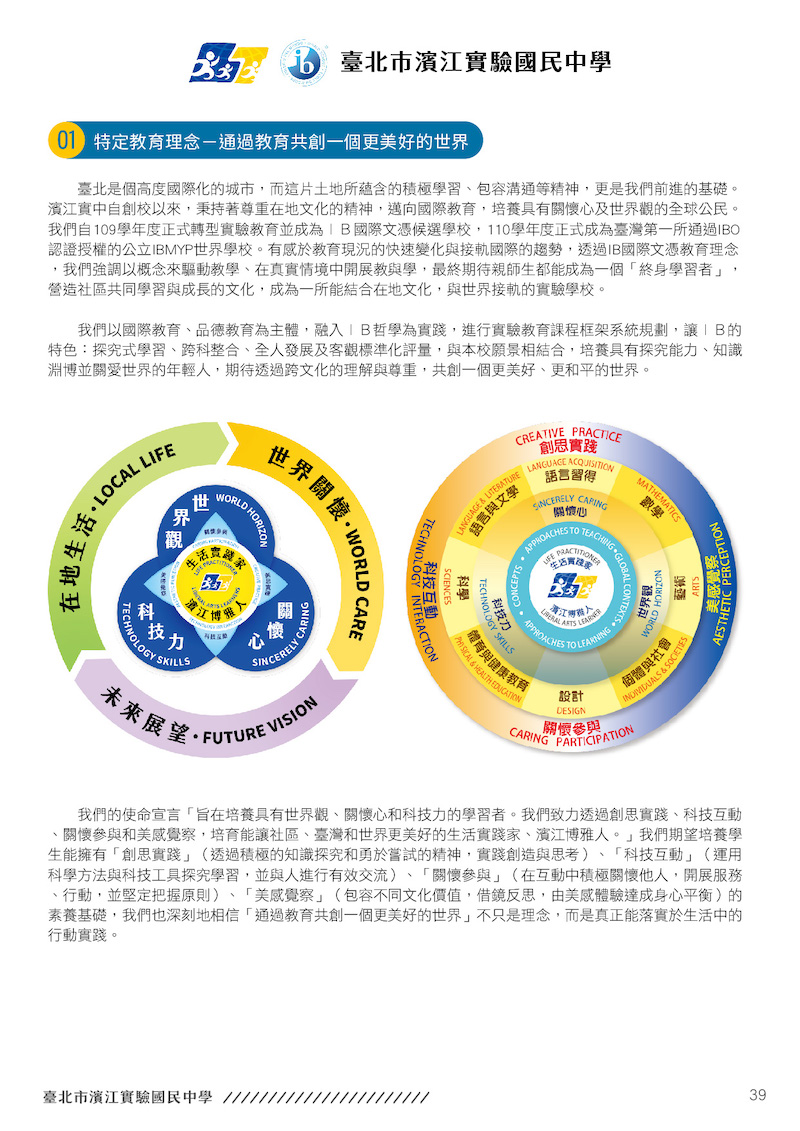 臺北市濱江實驗國民中學
01 特定教育理念－通過教育共創一個更美好的世界
臺北是個高度國際化的城市，而這片土地所蘊含的積極學習、包容溝通等精神，更是我們前進的基礎。
濱江實中自創校以來，秉持著尊重在地文化的精神，邁向國際教育，培養具有關懷心及世界觀的全球公民。
我們自109學年度正式轉型實驗教育並成為ＩＢ國際文憑候選學校，110學年度正式成為臺灣第一所通過IBO
認證授權的公立IBMYP世界學校。有感於教育現況的快速變化與接軌國際的趨勢，透過IB國際文憑教育理念
，我們強調以概念來驅動教學、在真實情境中開展教與學，最終期待親師生都能成為一個「終身學習者」，
營造社區共同學習與成長的文化，成為一所能結合在地文化，與世界接軌的實驗學校。
我們以國際教育、品德教育為主體，融入ＩＢ哲學為實踐，進行實驗教育課程框架系統規劃，讓ＩＢ的
特色：探究式學習、跨科整合、全人發展及客觀標準化評量，與本校願景相結合，培養具有探究能力、知識
淵博並關愛世界的年輕人，期待透過跨文化的理解與尊重，共創一個更美好、更和平的世界。
在地生活・LOCAL LIFE
世界關懷・WORLD CARE
未來展望・FUTURE VISION
世界觀
WORLD HORIZON
科技力
TECHNOLOGY SKILLS
關懷心
SINCERELY CARING
生活實踐家
LIFE PRACTITIONER
LIBERAL ARTS LEARNER
濱江博雅人
CREATIVE PRACTICE
創思實踐
LANGUAGE ACQUISITION
語言習得
LANGUAGE & LITERATURE
語言與文學
MATHEMATICS
數學
SINCERELY CARING
關懷心
APPROACHES TO TEACHING・GLOBAL CONTEXTS・APPROACHES TO LEARNING・CONCEPTS・
LIFE PRACTITIONER
生活實踐家
濱江博雅人
LIBERAL ARTS LEARNER
科技互動
TECHNOLOGY INTERACTION
科學
SCIENCES
科技力
TECHNOLOGY SKILLS
世界觀
WORLD HORIZON
藝術
ARTS
美感覺察
AESTHETIC PERCEPTION
體育與健康教育
PHYSICAL & HEALTH EDUCATION
個體與社會
INDIVIDUALS & SOCIETIES
設計
DESIGN
關懷參與
CARING PARTICIPATION
我們的使命宣言「旨在培養具有世界觀、關懷心和科技力的學習者。我們致力透過創思實踐、科技互動
、關懷參與和美感覺察，培育能讓社區、臺灣和世界更美好的生活實踐家、濱江博雅人。」我們期望培養學
生能擁有「創思實踐」（透過積極的知識探究和勇於嘗試的精神，實踐創造與思考）、「科技互動」（運用
科學方法與科技工具探究學習，並與人進行有效交流）、「關懷參與」（在互動中積極關懷他人，開展服務
、行動，並堅定把握原則）、「美感覺察」（包容不同文化價值，借鏡反思，由美感體驗達成身心平衡）的
素養基礎，我們也深刻地相信「通過教育共創一個更美好的世界」不只是理念，而是真正能落實於生活中的
行動實踐。
臺北市濱江實驗國民中學
39